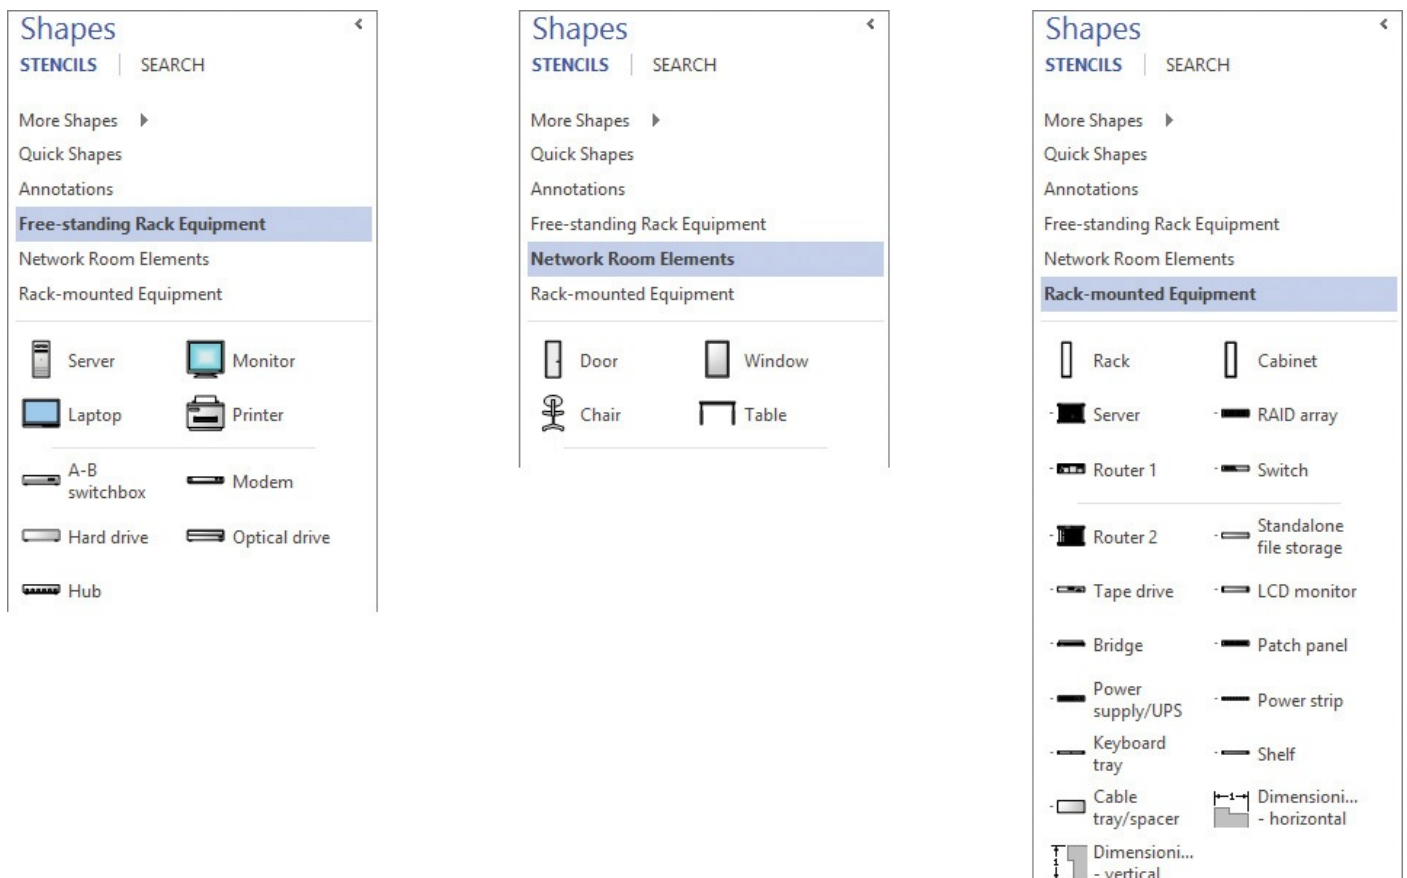 Shapes
STENCILS SEARCH
More Shapes
Quick Shapes
Annotations
Free-standing Rack Equipment
Network Room Elements
Rack-mounted Equipment
Server Monitor
Laptop Printer
A-B
switchbox
Modem
Hard drive Optical drive
Hub
Shapes
STENCILS SEARCH
More Shapes
Quick Shapes
Annotations
Free-standing Rack Equipment
Network Room Elements
Rack-mounted Equipment
Door Window
Chair Table
Shapes
STENCILS SEARCH
More Shapes
Quick Shapes
Annotations
Free-standing Rack Equipment
Network Room Elements
Rack-mounted Equipment
Rack Cabinet
Server RAID array
Router 1 Switch
Router 2
Standalone
file storage
Tape drive LCD monitor
Bridge Patch panel
Power
supply/UPS
Power strip
Keyboard
tray
Shelf
Cable
tray/spacer
1
Dimensioni...
- horizontal
1
Dimensioni...
- vertical